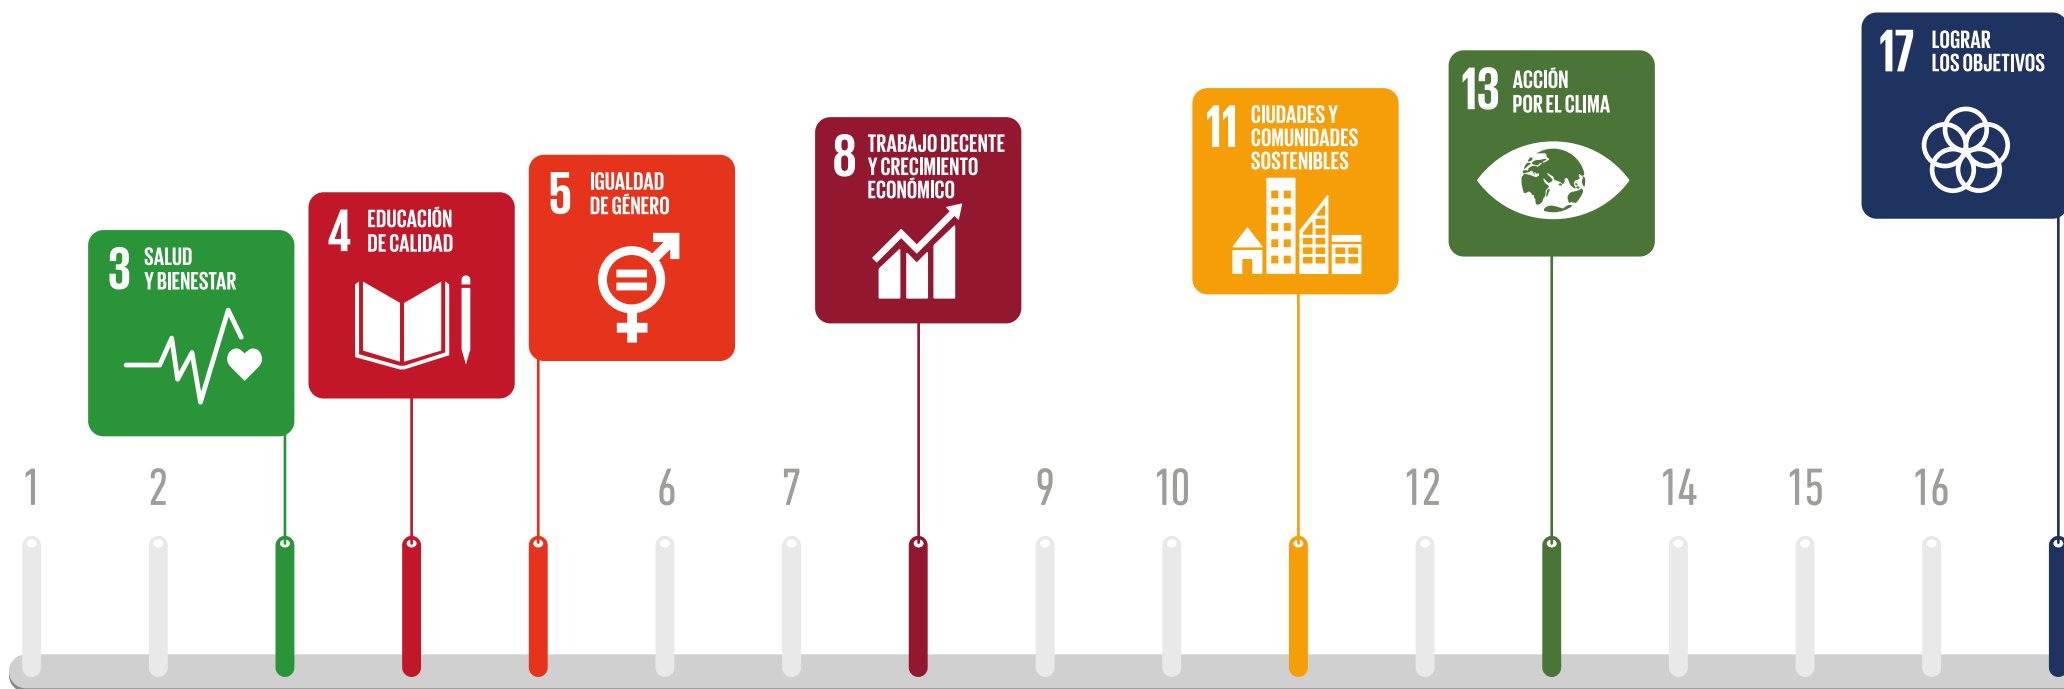 17 LOGRAR
LOS OBJETIVOS
13 ACCIÓN
POR EL CLIMA
11 CIUDADES Y
COMUNIDADES
SOSTENIBLES
8 TRABAJO DECENTE
Y CRECIMIENTO
ECONÓMICO
5 IGUALDAD
DE GÉNERO
4 EDUCACIÓN
DE CALIDAD
3 SALUD
Y BIENESTAR
1 2 6 7 9 10 12 14 15 16